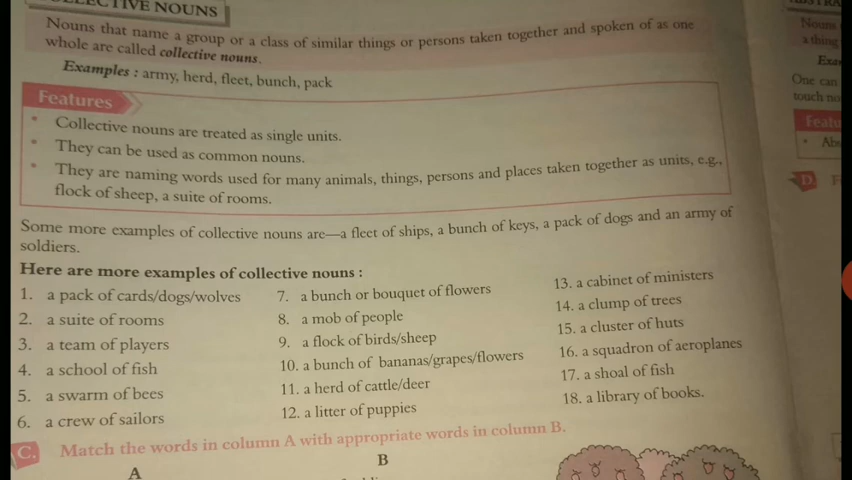 NOUNS
Nouns that name a group or a class of similar things or persons taken together and spoken of as one
whole are called collective nouns.
Examples : army, herd, fleet, bunch, pack
Features
• Collective nouns are treated as single units.
• They can be used as common nouns.
• They are naming words used for many animals, things, persons and places taken together as units, e.g.,
flock of sheep, a suite of rooms.
Some more examples of collective nouns are—a fleet of ships, a bunch of keys, a pack of dogs and an army of
soldiers.
Here are more examples of collective nouns :
1. a pack of cards/dogs/wolves
2. a suite of rooms
3. a team of players
4. a school of fish
5. a swarm of bees
6. a crew of sailors
7. a bunch or bouquet of flowers
8. a mob of people
9. a flock of birds/sheep
10. a bunch of bananas/grapes/flowers
11. a herd of cattle/deer
12. a litter of puppies
13. a cabinet of ministers
14. a clump of trees
15. a cluster of huts
16. a squadron of aeroplanes
17. a shoal of fish
18. a library of books.
C. Match the words in column A with appropriate words in column B.
A
B
Nouns
a thing
One can
touch no
D.